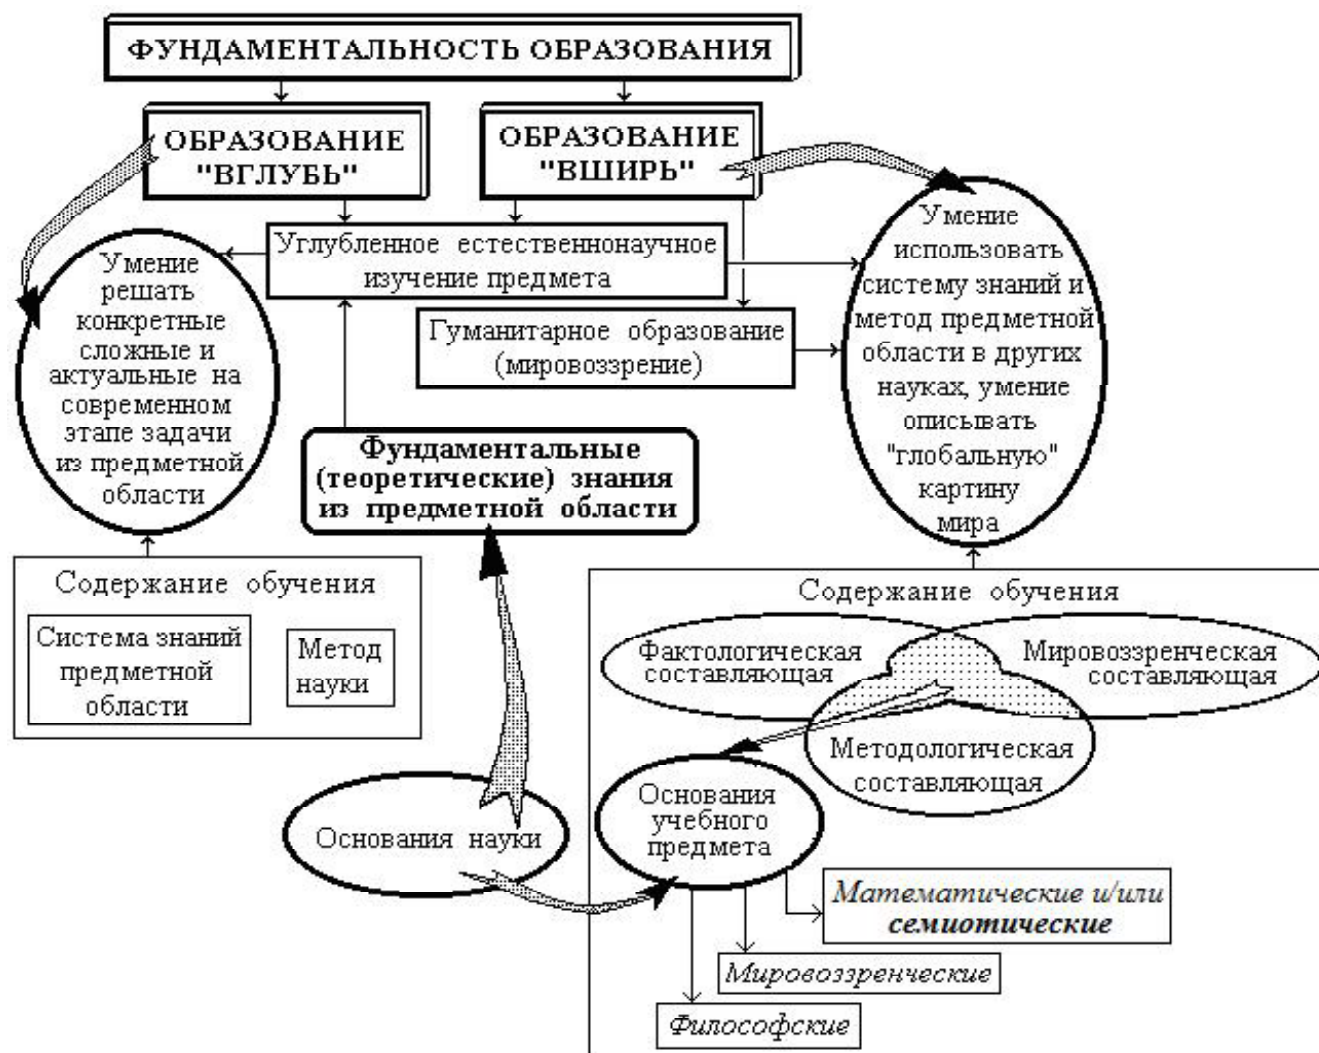 ФУНДАМЕНТАЛЬНОСТЬ ОБРАЗОВАНИЯ
ОБРАЗОВАНИЕ
"ВГЛУБЬ"
ОБРАЗОВАНИЕ
"ВШИРЬ"
Углубленное естественнонаучное
изучение предмета
Гуманитарное образование
(мировоззрение)
Умение
решать
конкретные
сложные и
актуальные на
современном
этапе задачи
из предметной
области
Умение
использовать
систему знаний и
метод предметной
области в других
науках, умение
описывать
"глобальную"
картину
мира
Фундаментальные
(теоретические) знания
из предметной области
Содержание обучения
Система знаний
предметной
области
Метод
науки
Содержание обучения
Фактологическая
составляющая
Мировоззренческая
составляющая
Методологическая
составляющая
Основания науки
Основания
учебного
предмета
Математические и/или
семиотические
Мировоззренческие
Философские